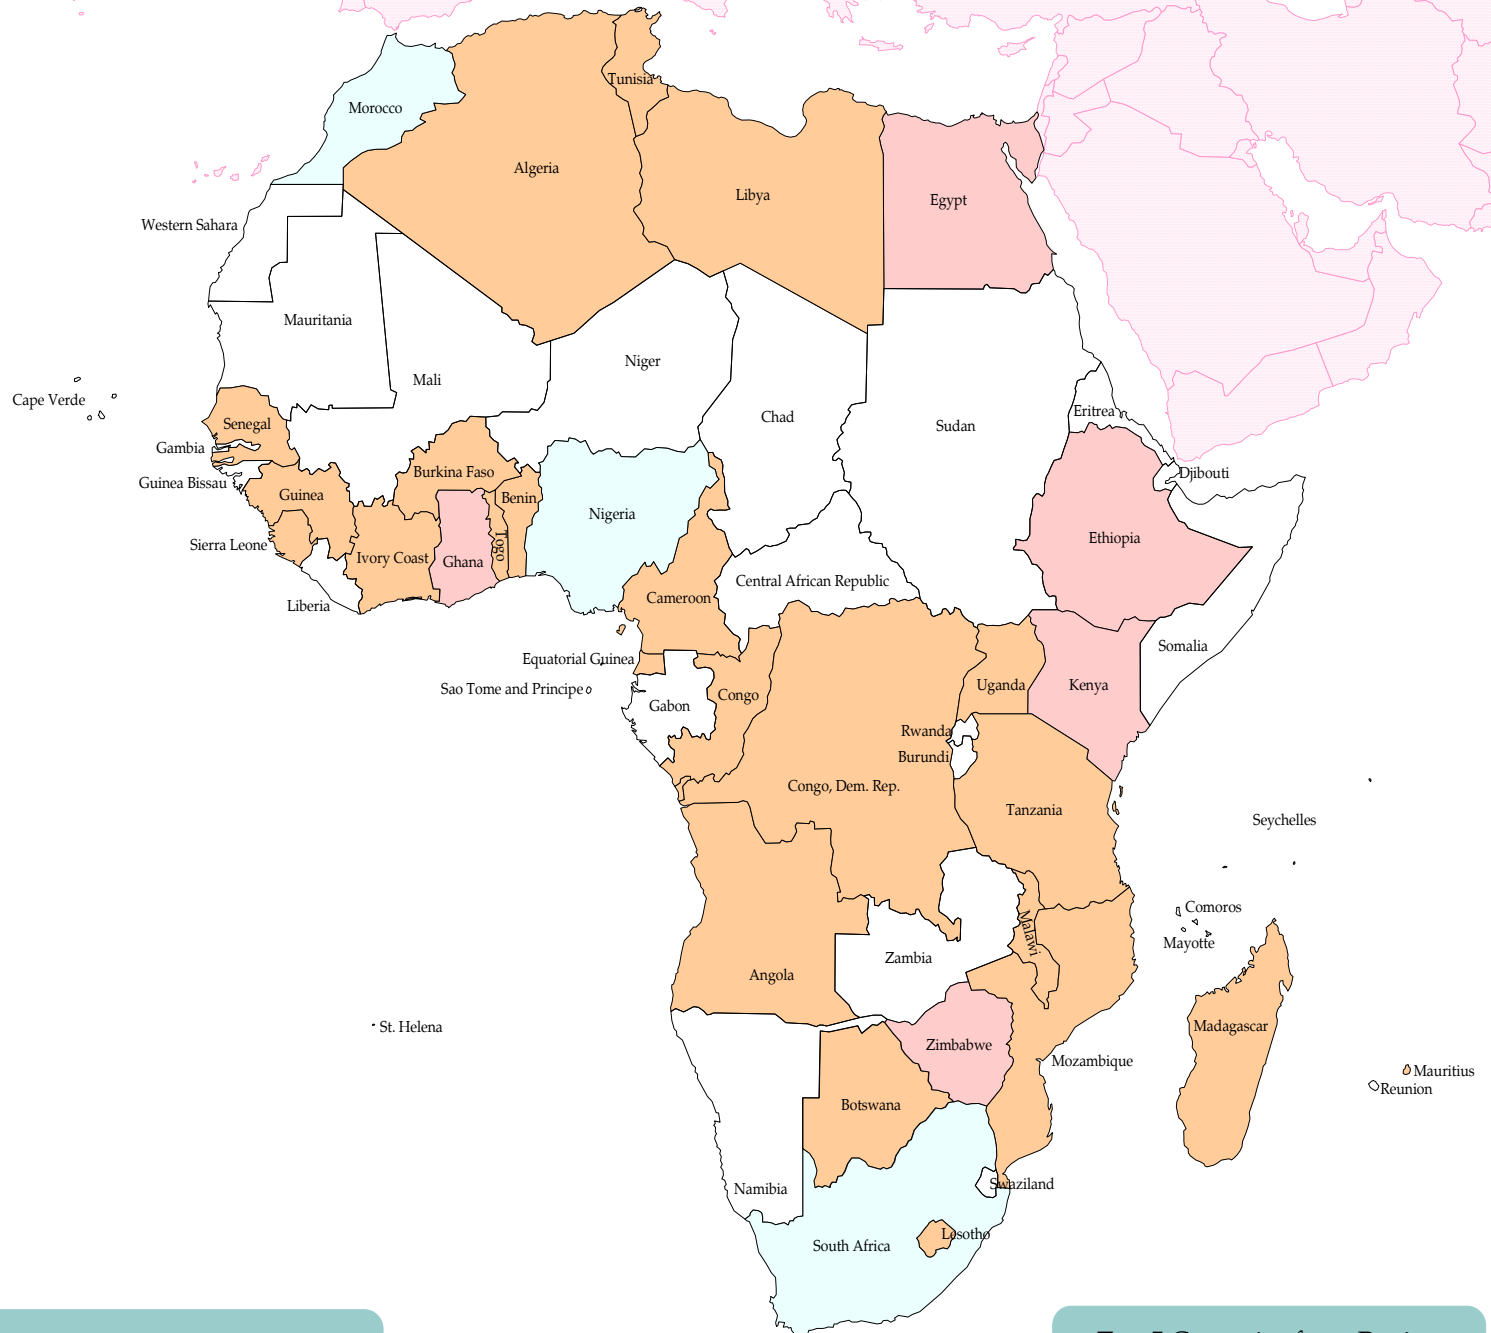 Tunisia
Morocco
Algeria
Libya
Egypt
Western Sahara
Mauritania
Niger
Mali
Cape Verde
Chad
Eritrea
Senegal
Sudan
Gambia
Burkina Faso
Djibouti
Guinea Bissau
Guinea
Benin
Nigeria
Ethiopia
Sierra Leone
Togo
Ivory Coast
Ghana
Central African Republic
Cameroon
Liberia
Somalia
Equatorial Guinea
Uganda
Kenya
Sao Tome and Principe
Congo
Gabon
Rwanda
Burundi
Congo, Dem. Rep.
Tanzania
Seychelles
Comoros
Malawi
Mayotte
Zambia
Angola
St. Helena
Madagascar
Zimbabwe
Mozambique
Mauritius
Reunion
Botswana
Swaziland
Namibia
Lesotho
South Africa